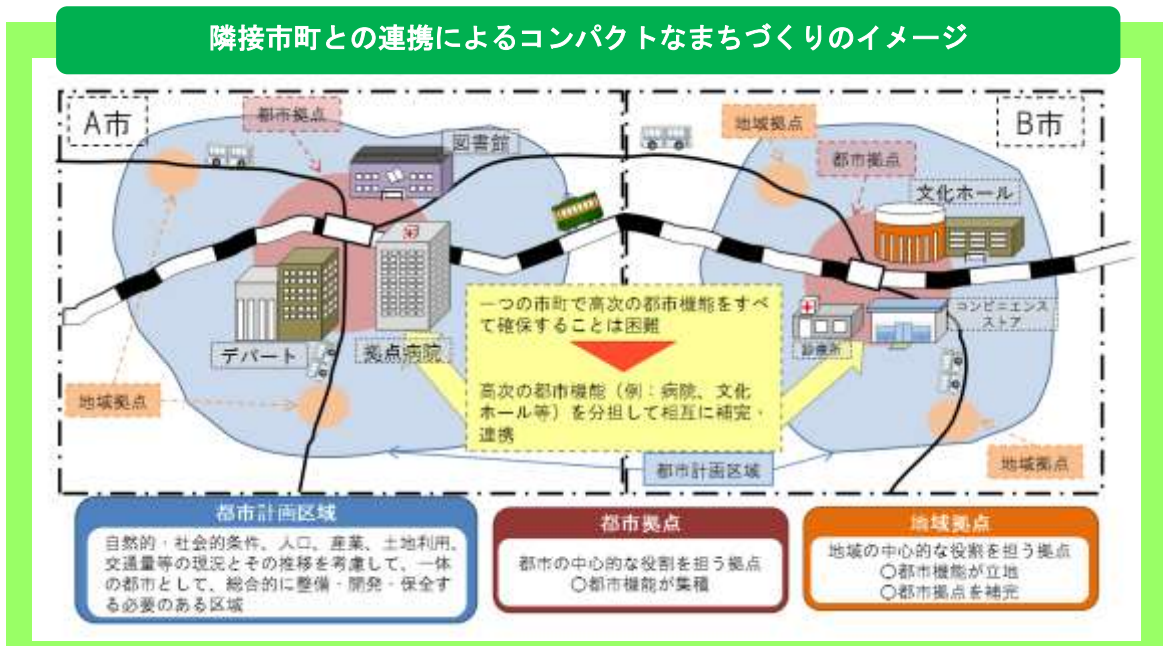 隣接市町との連携によるコンパクトなまちづくりのイメージ
A市
都市拠点
図書館
地域拠点
B市
都市拠点
文化ホール
一つの市町で高次の都市機能をすべ
て確保することは困難
コンビニエンス
ストア
診療所
デパート
拠点病院
高次の都市機能（例：病院、文化
ホール等）を分担して相互に補完・
連携
地域拠点
地域拠点
都市計画区域
都市計画区域
自然的・社会的条件、人口、産業、土地利用、
交通量等の現況とその推移を考慮して、一体
の都市として、総合的に整備・開発・保全す
る必要のある区域
都市拠点
都市の中心的な役割を担う拠点
〇都市機能が集積
地域拠点
地域の中心的な役割を担う拠点
〇都市機能が立地
〇都市拠点を補完